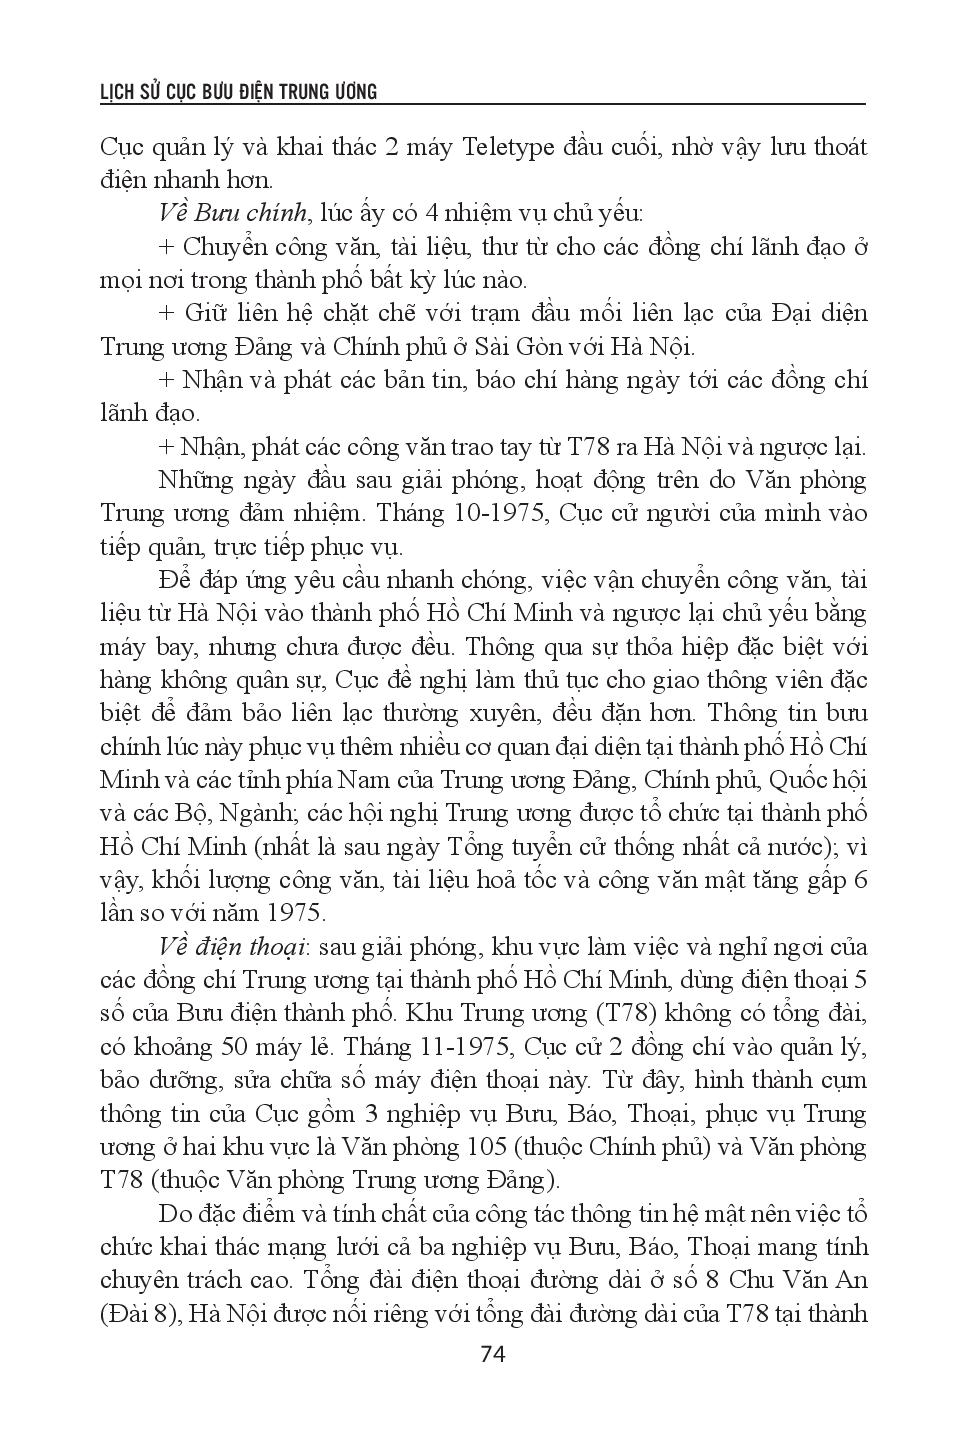 LỊCH SỬ CỤC BƯU ĐIỆN TRUNG ƯƠNG
Cục quản lý và khai thác 2 máy Teletype đầu cuối, nhờ vậy lưu thoát
điện nhanh hơn.
Về Bưu chính, lúc ấy có 4 nhiệm vụ chủ yếu:
+ Chuyển công văn, tài liệu, thư từ cho các đồng chí lãnh đạo ở
mọi nơi trong thành phố bất kỳ lúc nào.
+ Giữ liên hệ chặt chẽ với trạm đầu mối liên lạc của Đại diện
Trung ương Đảng và Chính phủ ở Sài Gòn với Hà Nội.
+ Nhận và phát các bản tin, báo chí hàng ngày tới các đồng chí
lãnh đạo.
+ Nhận, phát các công văn trao tay từ T78 ra Hà Nội và ngược lại.
Những ngày đầu sau giải phóng, hoạt động trên do Văn phòng
Trung ương đảm nhiệm. Tháng 10-1975, Cục cử người của mình vào
tiếp quản, trực tiếp phục vụ.
Để đáp ứng yêu cầu nhanh chóng, việc vận chuyển công văn, tài
liệu từ Hà Nội vào thành phố Hồ Chí Minh và ngược lại chủ yếu bằng
máy bay, nhưng chưa được đều. Thông qua sự thỏa hiệp đặc biệt với
hàng không quân sự, Cục đề nghị làm thủ tục cho giao thông viên đặc
biệt để đảm bảo liên lạc thường xuyên, đều đặn hơn. Thông tin bưu
chính lúc này phục vụ thêm nhiều cơ quan đại diện tại thành phố Hồ Chí
Minh và các tỉnh phía Nam của Trung ương Đảng, Chính phủ, Quốc hội
và các Bộ, Ngành; các hội nghị Trung ương được tổ chức tại thành phố
Hồ Chí Minh (nhất là sau ngày Tổng tuyển cử thống nhất cả nước); vì
vậy, khối lượng công văn, tài liệu hoả tốc và công văn mật tăng gấp 6
lần so với năm 1975.
Về điện thoại: sau giải phóng, khu vực làm việc và nghỉ ngơi của
các đồng chí Trung ương tại thành phố Hồ Chí Minh, dùng điện thoại 5
số của Bưu điện thành phố. Khu Trung ương (T78) không có tổng đài,
có khoảng 50 máy lẻ. Tháng 11-1975, Cục cử 2 đồng chí vào quản lý,
bảo dưỡng, sửa chữa số máy điện thoại này. Từ đây, hình thành cụm
thông tin của Cục gồm 3 nghiệp vụ Bưu, Báo, Thoại, phục vụ Trung
ương ở hai khu vực là Văn phòng 105 (thuộc Chính phủ) và Văn phòng
T78 (thuộc Văn phòng Trung ương Đảng).
Do đặc điểm và tính chất của công tác thông tin hệ mật nên việc tổ
chức khai thác mạng lưới cả ba nghiệp vụ Bưu, Báo, Thoại mang tính
chuyên trách cao. Tổng đài điện thoại đường dài ở số 8 Chu Văn An
(Đài 8), Hà Nội được nối riêng với tổng đài đường dài của T78 tại thành
74